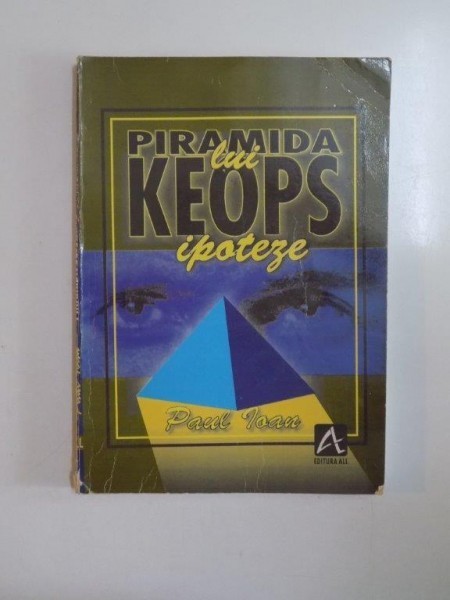 PIRAMIDA
lui
KEOPS
ipoteze
Paul Ioan
EDITURA ALL